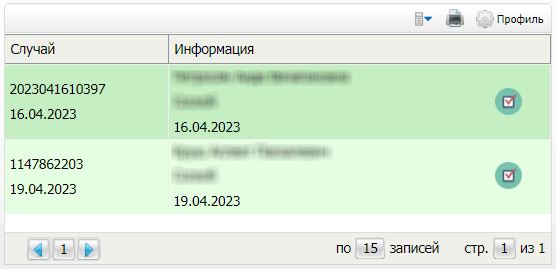 Профиль
Случай Информация
2023041610397
16.04.2023
16.04.2023
1147862203
19.04.2023
19.04.2023
1 по 15 записей стр. 1 из 1